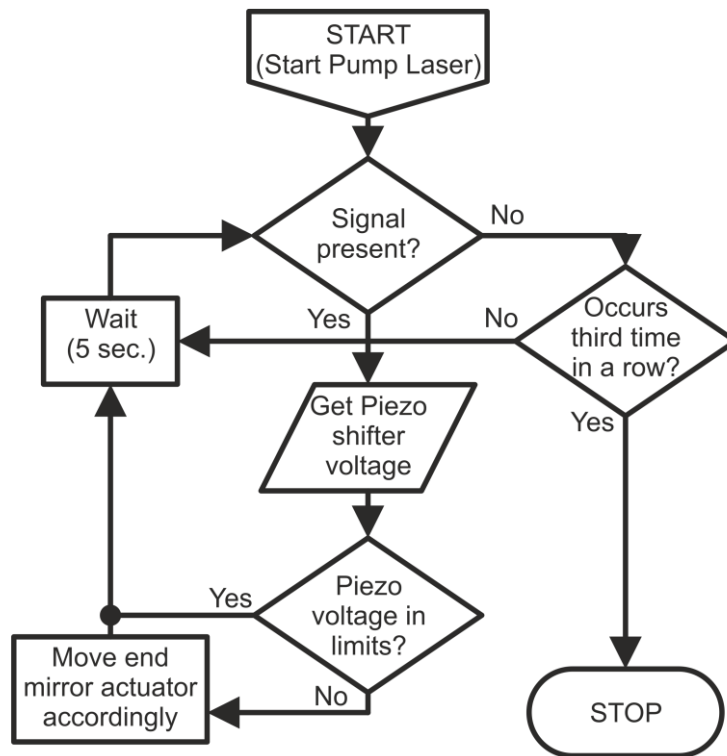 START
(Start Pump Laser)
Signal
present?
No
Yes
Wait
(5 sec.)
No
Occurs
third time
in a row?
Yes
Get Piezo
shifter
voltage
Yes
Piezo
voltage in
limits?
No
Move end
mirror actuator
accordingly
STOP